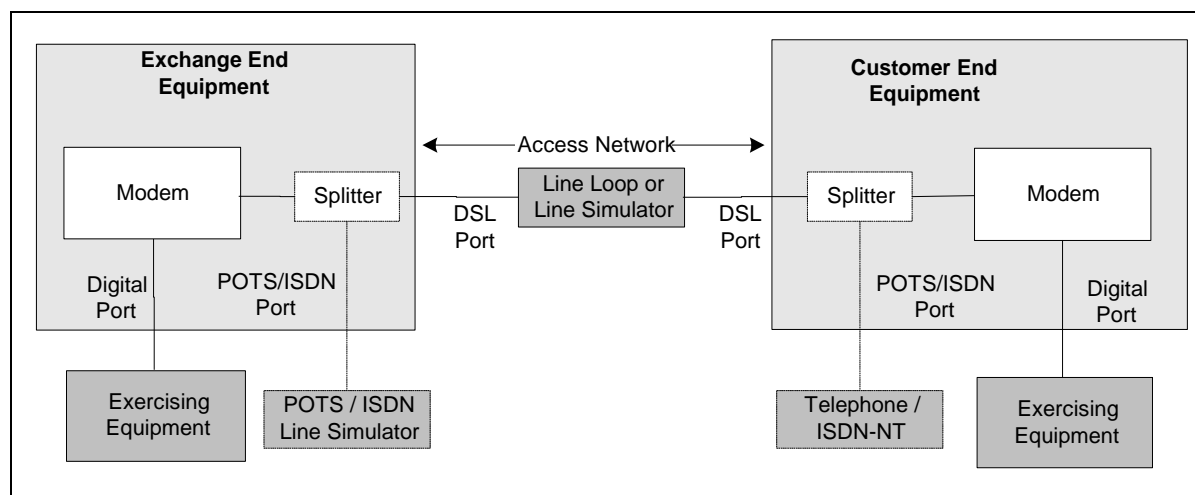 Exchange End
Equipment
Modem
Splitter
Digital
Port
POTS/ISDN
Port
Exercising
Equipment
POTS / ISDN
Line Simulator
Access Network
DSL
Port
Line Loop or
Line Simulator
DSL
Port
Customer End
Equipment
Splitter
Modem
POTS/ISDN
Port
Digital
Port
Telephone /
ISDN-NT
Exercising
Equipment